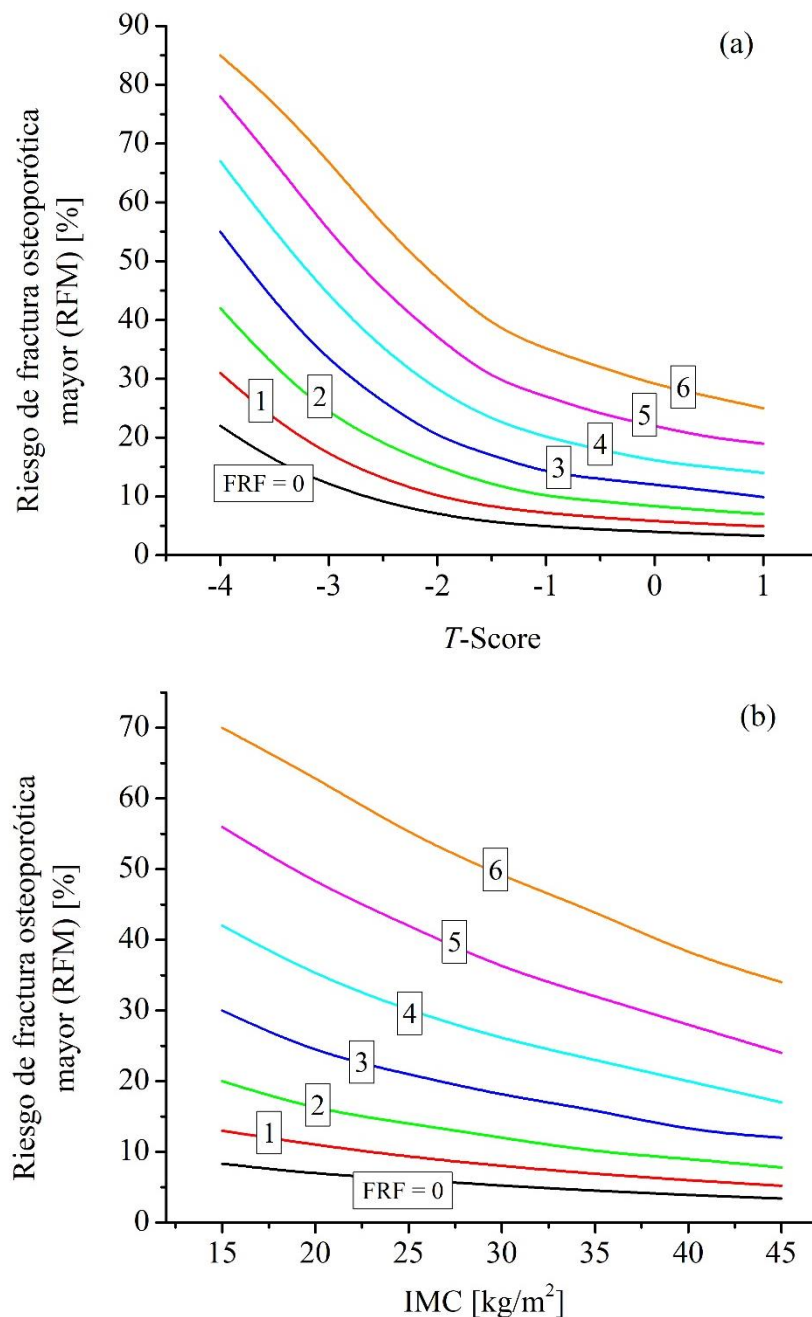 (a)
Riesgo de fractura osteoporótica
mayor (RFM) [%]
90
80
70
60
50
40
30
20
10
0
FRF = 0
1
2
3
4
5
6
-4 -3 -2 -1 0 1
T-Score
(b)
Riesgo de fractura osteoporótica
mayor (RFM) [%]
70
60
50
40
30
20
10
0
6
5
4
3
2
1
FRF = 0
15 20 25 30 35 40 45
IMC [kg/m²]